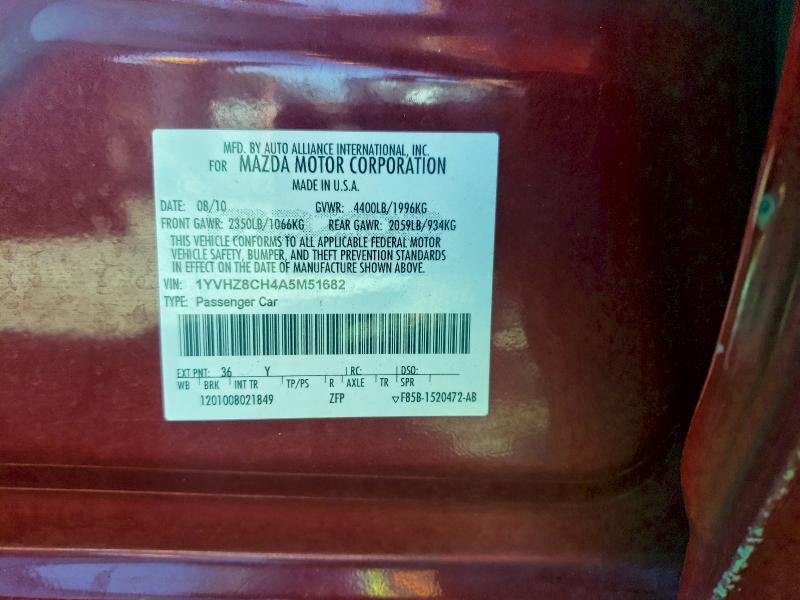 MFD. BY AUTO ALLIANCE INTERNATIONAL, INC.
FOR MAZDA MOTOR CORPORATION
MADE IN U.S.A.
DATE: 08/10 GVWR: 4400LB/1996KG
FRONT GAWR: 2350LB/1066KG REAR GAWR: 2059LB/934KG
THIS VEHICLE CONFORMS TO ALL APPLICABLE FEDERAL MOTOR
VEHICLE SAFETY, BUMPER, AND THEFT PREVENTION STANDARDS
IN EFFECT ON THE DATE OF MANUFACTURE SHOWN ABOVE.
VIN: 1YVHZ8CH4A5M51682
TYPE: Passenger Car
EXT PNT: 36 Y RC: DSO:
WB BRK INT TR TP/PS R AXLE TR SPR
1201008021849 ZFP ▽F85B-1520472-AB